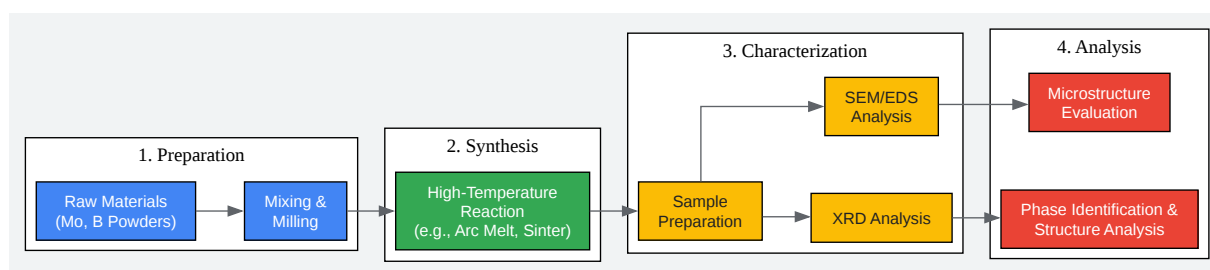 1. Preparation
Raw Materials
(Mo, B Powders)
Mixing &
Milling
2. Synthesis
High-Temperature
Reaction
(e.g., Arc Melt, Sinter)
3. Characterization
Sample
Preparation
SEM/EDS
Analysis
XRD Analysis
4. Analysis
Microstructure
Evaluation
Phase Identification &
Structure Analysis